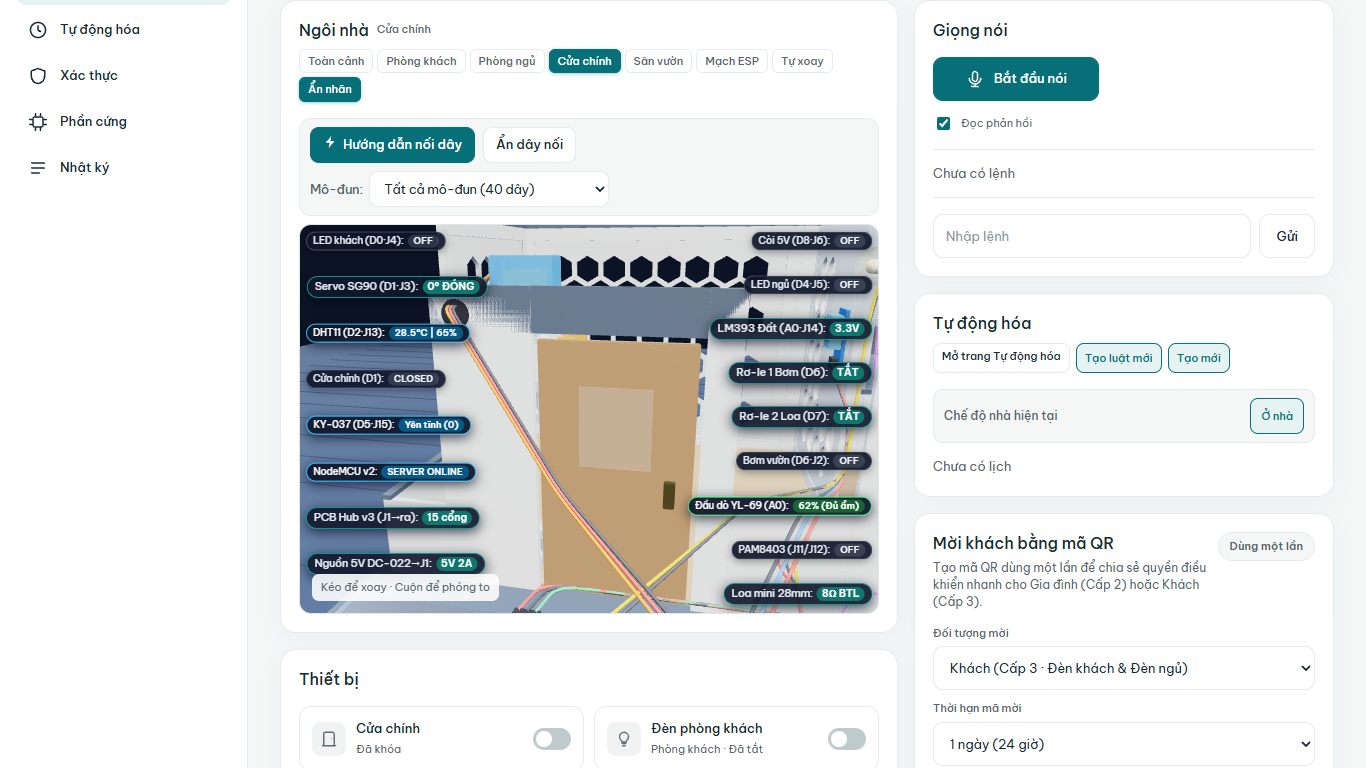 Tự động hóa
Xác thực
Phần cứng
Nhật ký
Ngôi nhà Cửa chính
Toàn cảnh Phòng khách Phòng ngủ Cửa chính Sân vườn Mạch ESP Tự xoay
Ẩn nhãn
Hướng dẫn nối dây Ẩn dây nối
Mô-đun: Tất cả mô-đun (40 dây)
LED khách (D0·J4): OFF
Servo SG90 (D1·J3): 0° ĐÓNG
DHT11 (D2·J13): 28.5°C | 65%
Cửa chính (D1): CLOSED
KY-037 (D5·J15): Yên tĩnh (0)
NodeMCU v2: SERVER ONLINE
PCB Hub v3 (J1→ra): 15 cổng
Nguồn 5V DC-022→J1: 5V 2A
Kéo để xoay · Cuộn để phóng to
Còi 5V (D8·J6): OFF
LED ngủ (D4·J5): OFF
LM393 Đất (A0·J14): 3.3V
Rơ-le 1 Bơm (D6): TẮT
Rơ-le 2 Loa (D7): TẮT
Bơm vườn (D6·J2): OFF
Đầu dò YL-69 (A0): 62% (Đủ ẩm)
PAM8403 (J11/J12): OFF
Loa mini 28mm: 8Ω BTL
Thiết bị
Cửa chính
Đã khóa
Đèn phòng khách
Phòng khách · Đã tắt
Giọng nói
Bắt đầu nói
Đọc phản hồi
Chưa có lệnh
Nhập lệnh Gửi
Tự động hóa
Mở trang Tự động hóa Tạo luật mới Tạo mới
Chế độ nhà hiện tại Ở nhà
Chưa có lịch
Mời khách bằng mã QR Dùng một lần
Tạo mã QR dùng một lần để chia sẻ quyền điều
khiển nhanh cho Gia đình (Cấp 2) hoặc Khách
(Cấp 3).
Đối tượng mời
Khách (Cấp 3 · Đèn khách & Đèn ngủ)
Thời hạn mã mời
1 ngày (24 giờ)